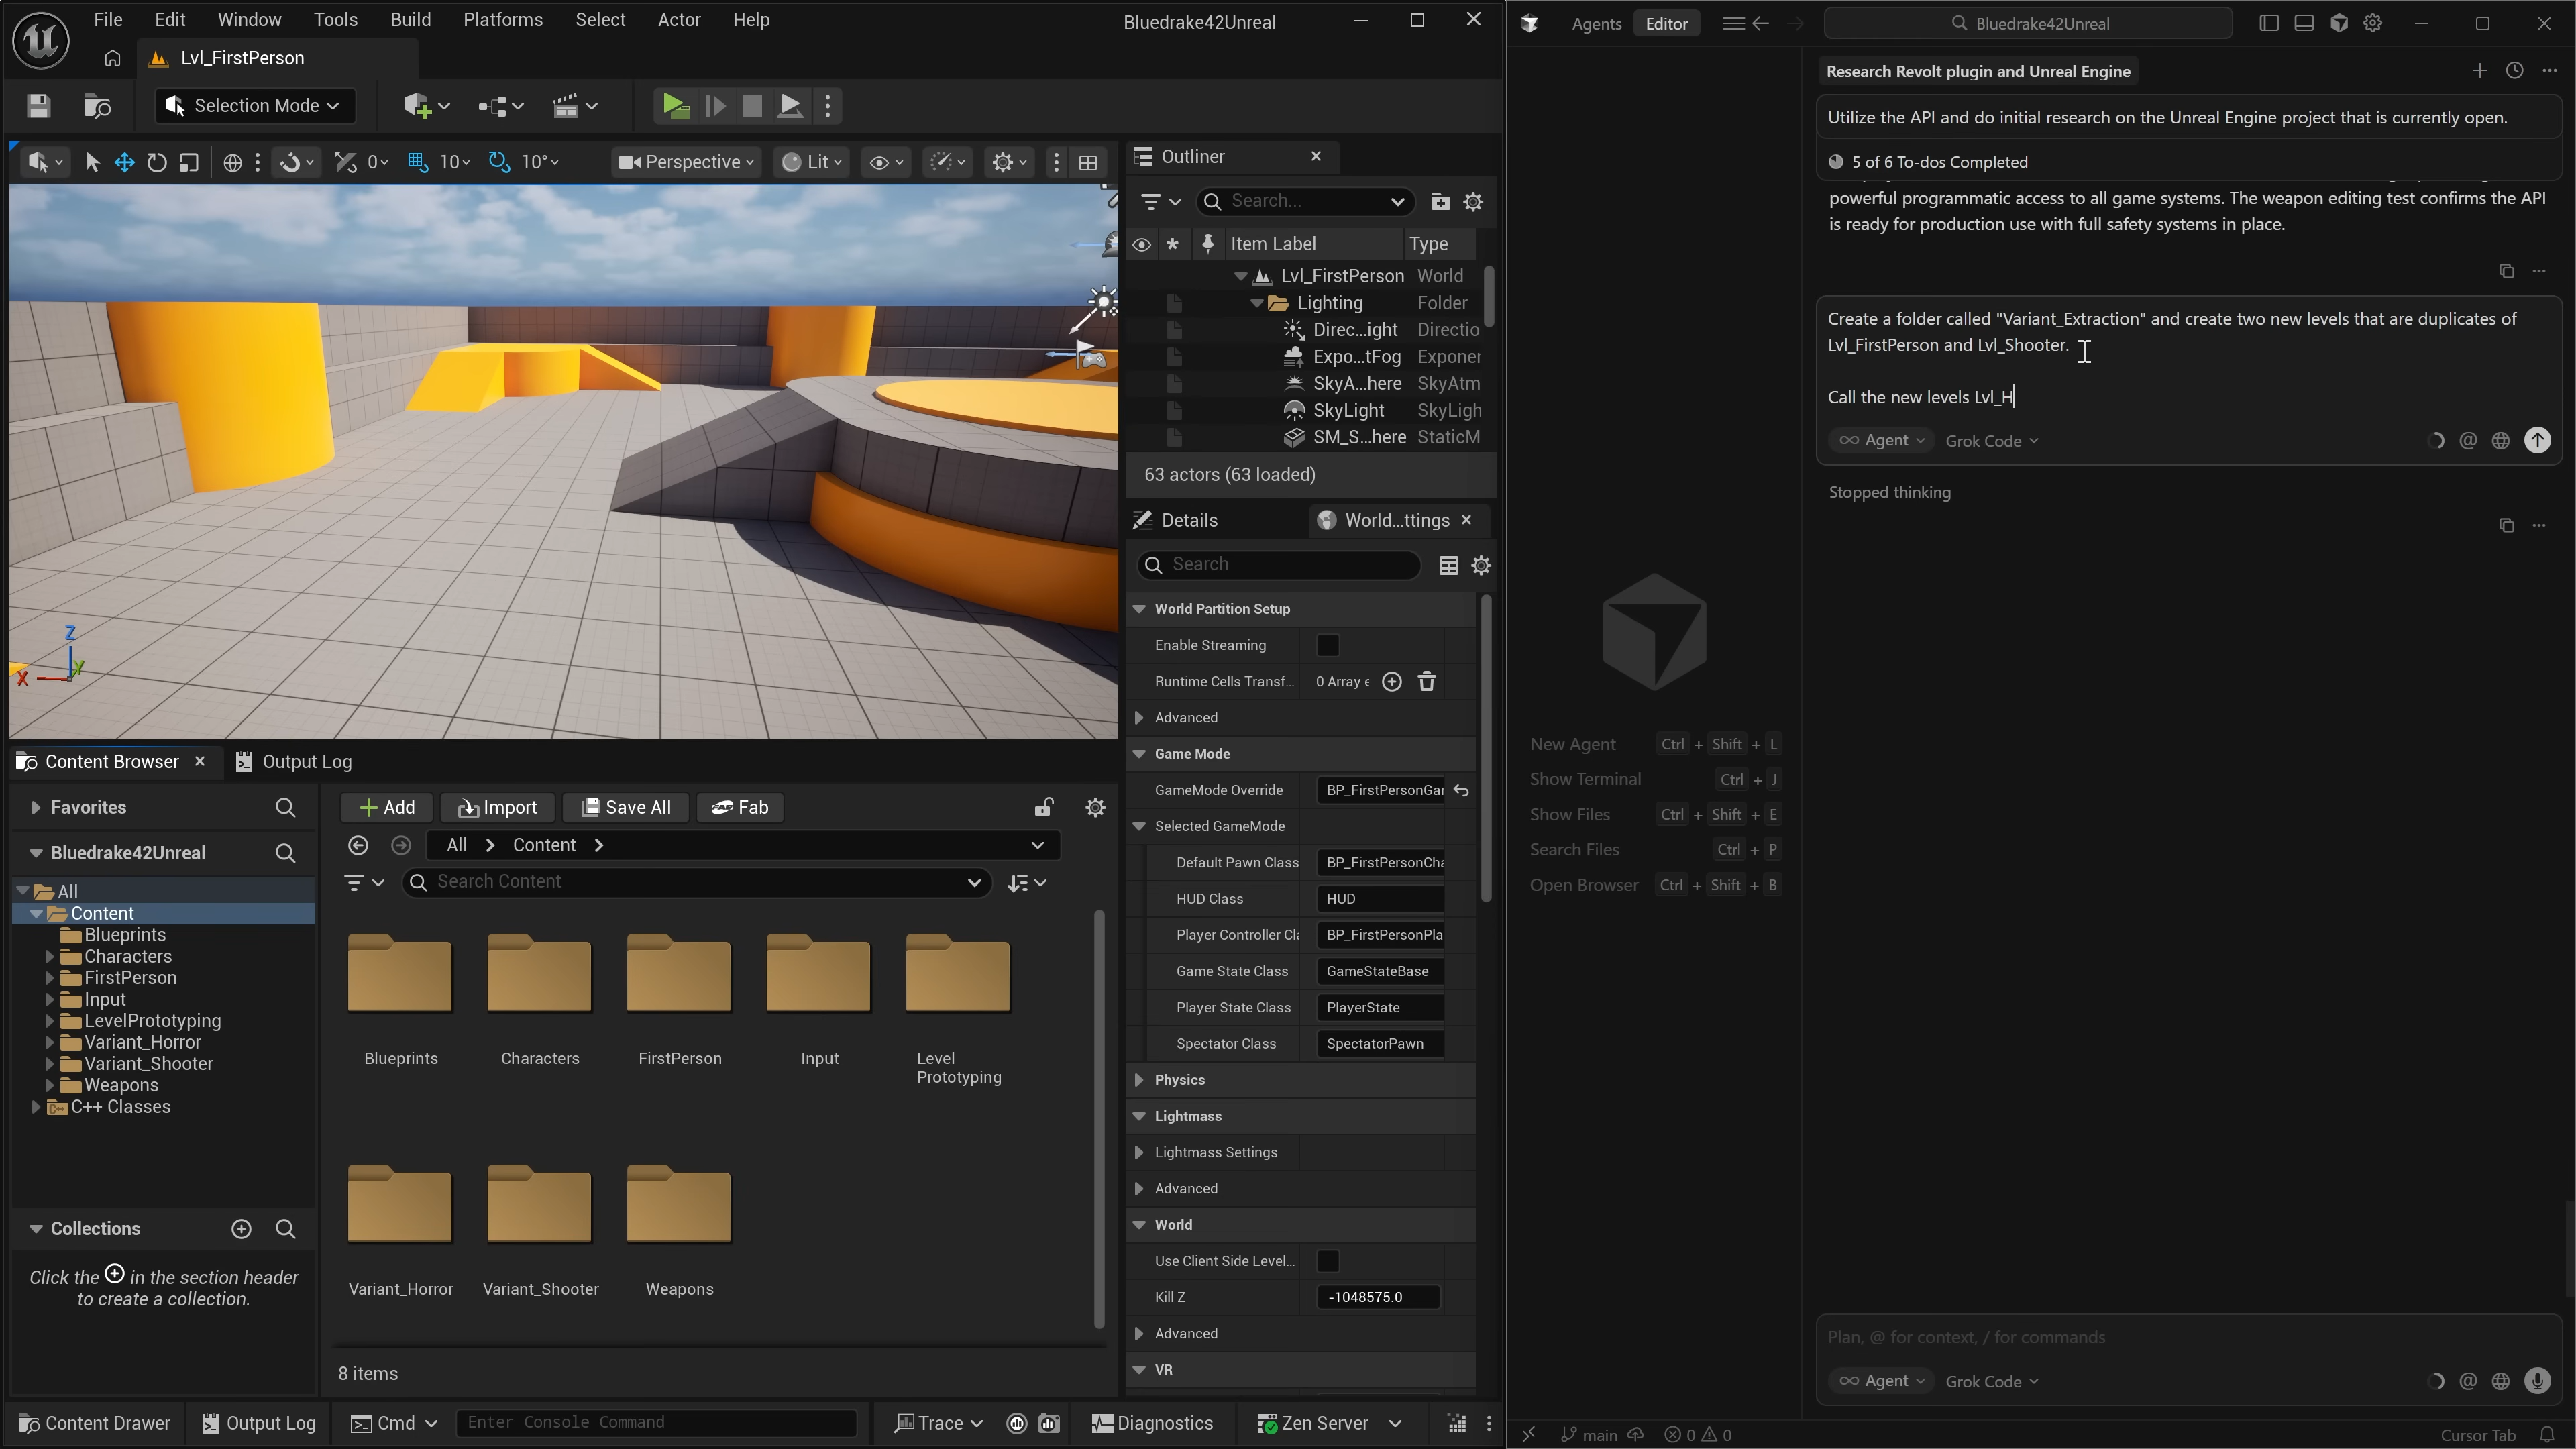 File Edit Window Tools Build Platforms Select Actor Help
Bluedrake42Unreal
Lvl_FirstPerson
Selection Mode
0 10 10° Perspective Lit
Z
X
Y
Outliner
Search...
Item Label Type
Lvl_FirstPerson World
Lighting Folder
Direc...ight Directio
Expo...tFog Exponer
SkyA...here SkyAtm
SkyLight SkyLigh
SM_S...here StaticM
63 actors (63 loaded)
Details World...ttings
Search
World Partition Setup
Enable Streaming
Runtime Cells Transf... 0 Array e
Advanced
Game Mode
GameMode Override BP_FirstPersonGar
Selected GameMode
Default Pawn Class BP_FirstPersonCha
HUD Class HUD
Player Controller Cla BP_FirstPersonPla
Game State Class GameStateBase
Player State Class PlayerState
Spectator Class SpectatorPawn
Physics
Lightmass
Lightmass Settings
Advanced
World
Use Client Side Level...
Kill Z -1048575.0
Advanced
VR
Content Browser Output Log
Favorites
Bluedrake42Unreal
All
Content
Blueprints
Characters
FirstPerson
Input
LevelPrototyping
Variant_Horror
Variant_Shooter
Weapons
C++ Classes
Collections
Click the + in the section header
to create a collection.
Add Import Save All Fab
All > Content >
Search Content
Blueprints Characters FirstPerson Input Level
Prototyping
Variant_Horror Variant_Shooter Weapons
8 items
Content Drawer Output Log Cmd Enter Console Command Trace Diagnostics Zen Server
Agents Editor Bluedrake42Unreal
Research Revolt plugin and Unreal Engine
Utilize the API and do initial research on the Unreal Engine project that is currently open.
5 of 6 To-dos Completed
powerful programmatic access to all game systems. The weapon editing test confirms the API
is ready for production use with full safety systems in place.
Create a folder called "Variant_Extraction" and create two new levels that are duplicates of
Lvl_FirstPerson and Lvl_Shooter.
Call the new levels Lvl_H
Agent Grok Code
Stopped thinking
New Agent Ctrl + Shift + L
Show Terminal Ctrl + J
Show Files Ctrl + Shift + E
Search Files Ctrl + P
Open Browser Ctrl + Shift + B
Plan, @ for context, / for commands
Agent Grok Code
main 0 0 Cursor Tab